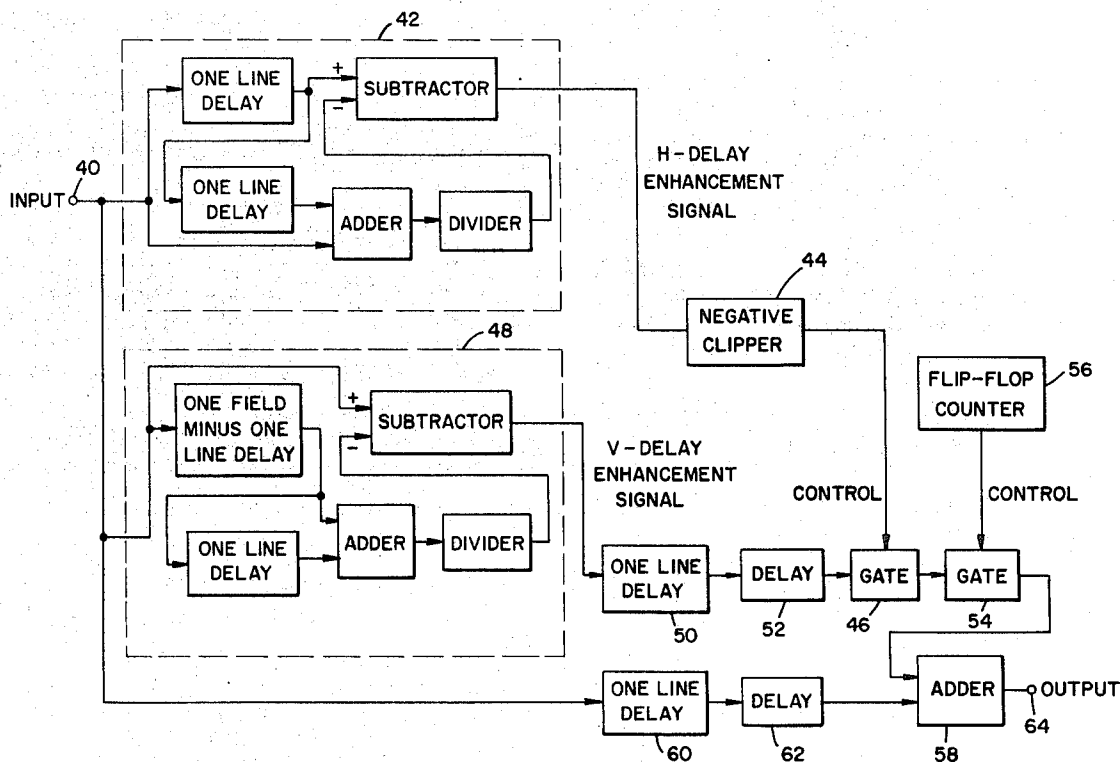 42
ONE LINE
DELAY
+
−
SUBTRACTOR
40
INPUT
ONE LINE
DELAY
ADDER
DIVIDER
H-DELAY
ENHANCEMENT
SIGNAL
44
NEGATIVE
CLIPPER
48
ONE FIELD
MINUS ONE
LINE DELAY
+
−
SUBTRACTOR
FLIP-FLOP
COUNTER
56
V-DELAY
ENHANCEMENT
SIGNAL
CONTROL
CONTROL
ONE LINE
DELAY
ADDER
DIVIDER
ONE LINE
DELAY
50
DELAY
52
GATE
46
GATE
54
ONE LINE
DELAY
60
DELAY
62
ADDER
58
OUTPUT
64